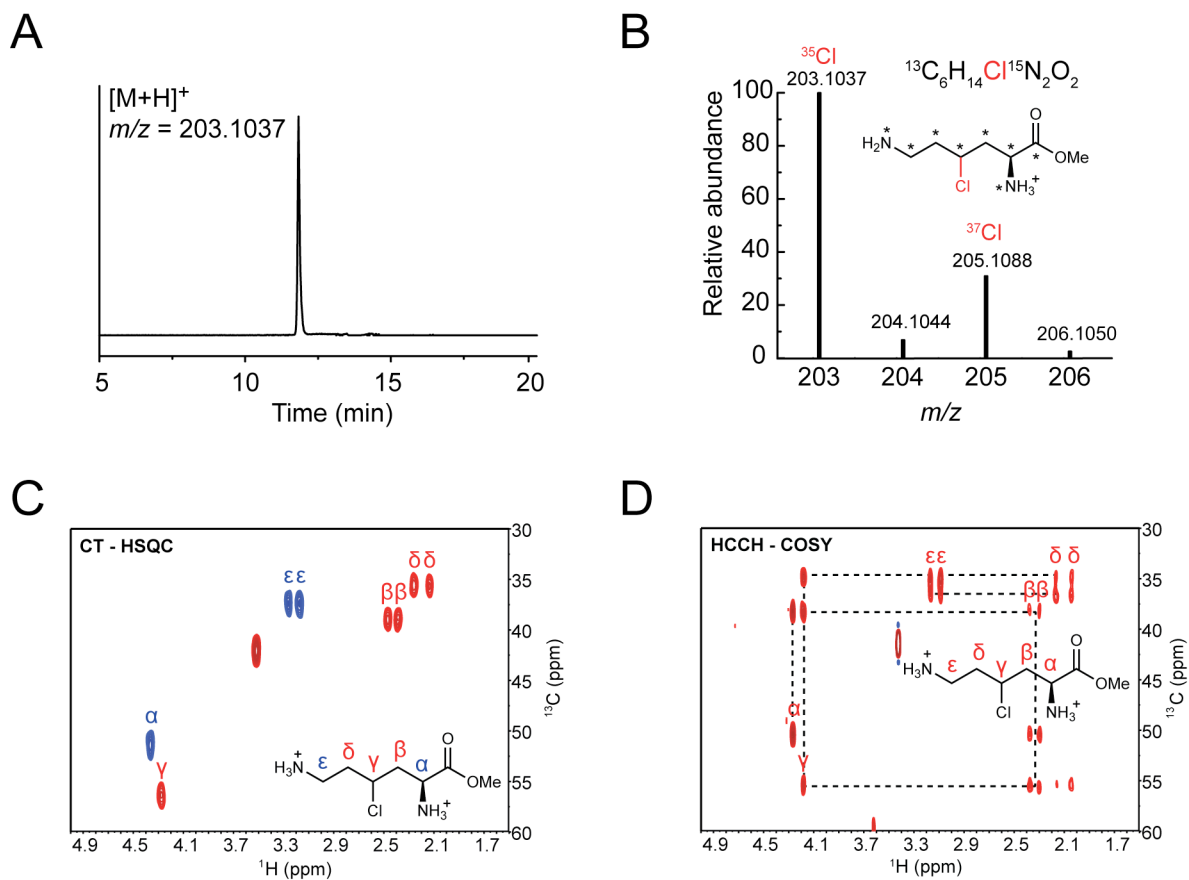 A
[M+H]⁺
m/z = 203.1037
5 10 15 20
Time (min)
B
³⁵Cl
203.1037
¹³C₆H₁₄Cl¹⁵N₂O₂
100
80
60
40
20
0
Relative abundance
H₂N * * * * * * * O OMe
Cl * NH₃⁺
³⁷Cl
205.1088
204.1044
206.1050
203 204 205 206
m/z
C
CT - HSQC
30
35
40
45
50
55
60
¹³C (ppm)
δ δ
ε ε
β β
α
γ
H₃N⁺ ε δ γ β α O OMe
Cl NH₃⁺
4.9 4.5 4.1 3.7 3.3 2.9 2.5 2.1 1.7
¹H (ppm)
D
HCCH - COSY
30
35
40
45
50
55
60
¹³C (ppm)
εε
δ δ
ββ
α
γ
H₃N⁺ ε δ γ β α O OMe
Cl NH₃⁺
4.9 4.5 4.1 3.7 3.3 2.9 2.5 2.1 1.7
¹H (ppm)